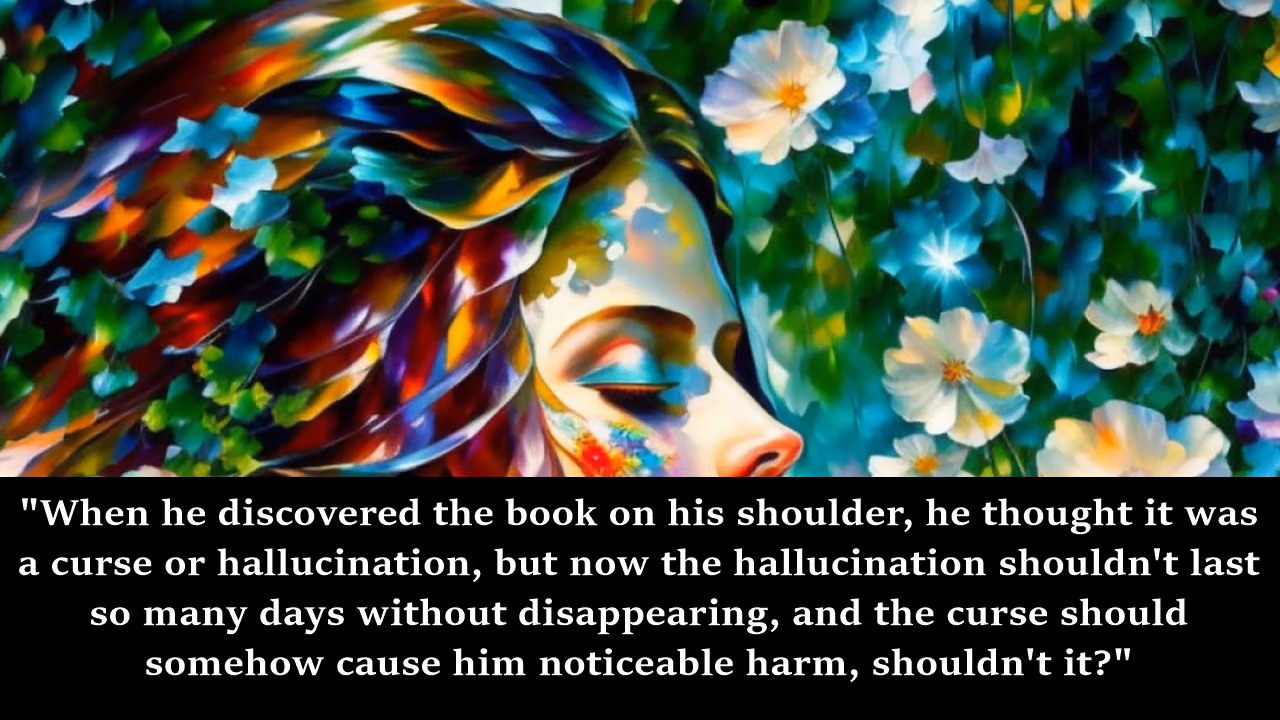 "When he discovered the book on his shoulder, he thought it was
a curse or hallucination, but now the hallucination shouldn't last
so many days without disappearing, and the curse should
somehow cause him noticeable harm, shouldn't it?"